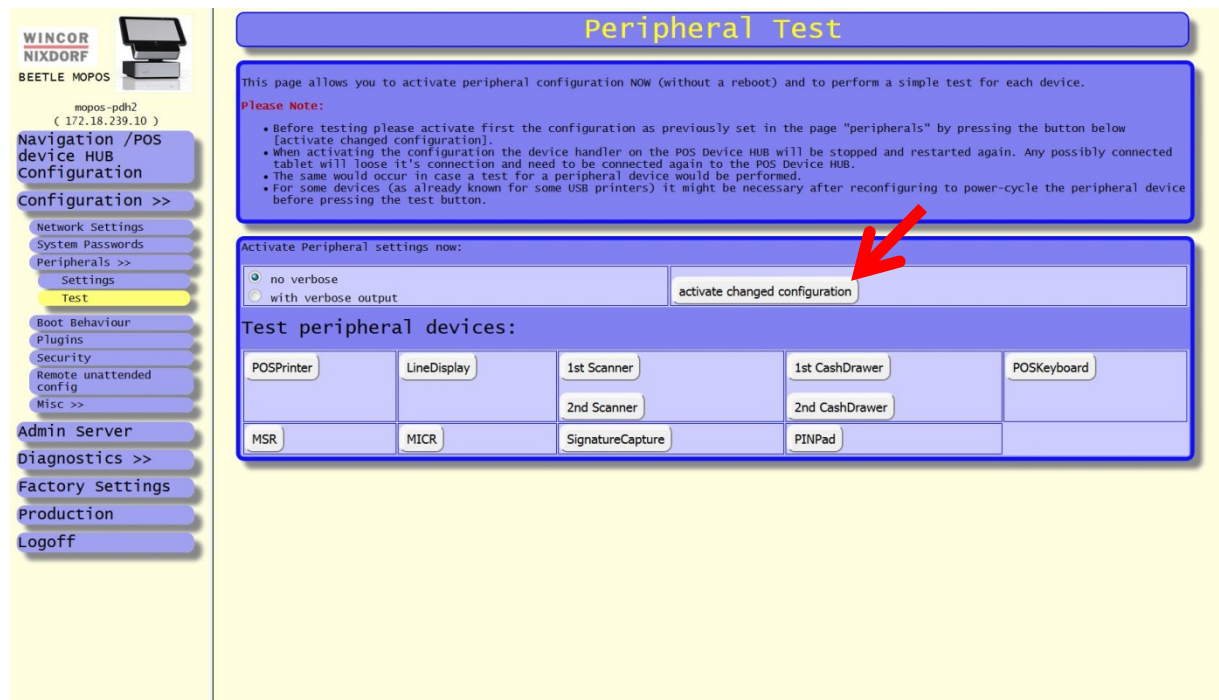 WINCOR
NIXDORF
BEETLE MOPOS
mopos-pdh2
( 172.18.239.10 )
Navigation /POS
device HUB
Configuration
Configuration >>
Network Settings
System Passwords
Peripherals >>
Settings
Test
Boot Behaviour
Plugins
Security
Remote unattended
config
Misc >>
Admin Server
Diagnostics >>
Factory Settings
Production
Logoff
Peripheral Test
This page allows you to activate peripheral configuration NOW (without a reboot) and to perform a simple test for each device.
Please Note:
• Before testing please activate first the configuration as previously set in the page "peripherals" by pressing the button below
[activate changed configuration].
• When activating the configuration the device handler on the POS Device HUB will be stopped and restarted again. Any possibly connected
tablet will loose it's connection and need to be connected again to the POS Device HUB.
• The same would occur in case a test for a peripheral device would be performed.
• For some devices (as already known for some USB printers) it might be necessary after reconfiguring to power-cycle the peripheral device
before pressing the test button.
Activate Peripheral settings now:
no verbose
with verbose output
activate changed configuration
Test peripheral devices:
POSPrinter
LineDisplay
1st Scanner
1st CashDrawer
POSKeyboard
2nd Scanner
2nd CashDrawer
MSR
MICR
SignatureCapture
PINPad